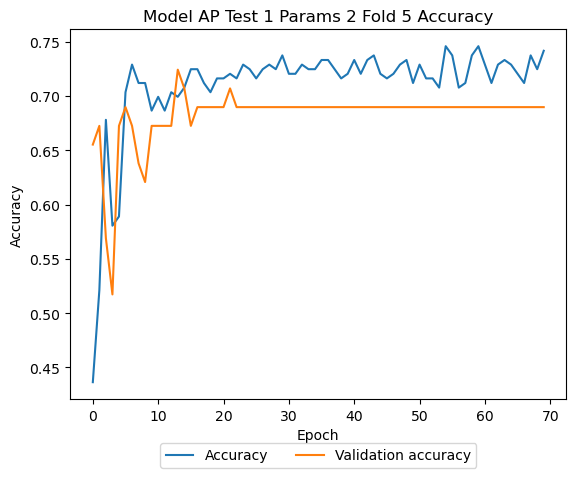 Model AP Test 1 Params 2 Fold 5 Accuracy
0.75
0.70
0.65
0.60
0.55
0.50
0.45
Accuracy
0 10 20 30 40 50 60 70
Epoch
Accuracy Validation accuracy